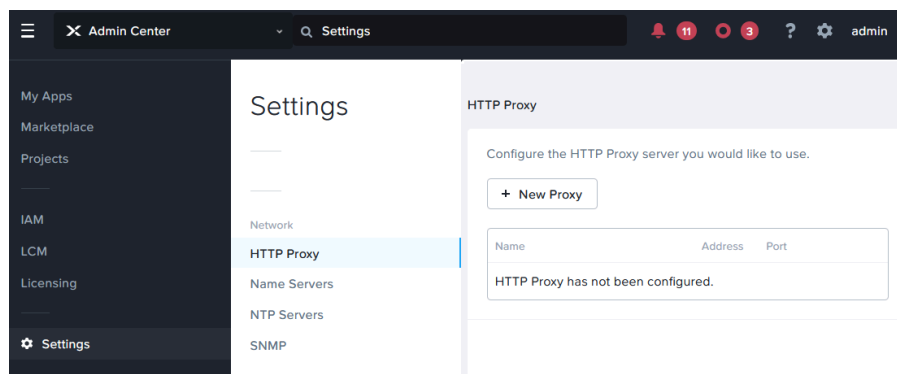 Admin Center
Settings
11
3
?
admin
My Apps
Marketplace
Projects
IAM
LCM
Licensing
Settings
Settings
Network
HTTP Proxy
Name Servers
NTP Servers
SNMP
HTTP Proxy
Configure the HTTP Proxy server you would like to use.
+ New Proxy
Name Address Port
HTTP Proxy has not been configured.